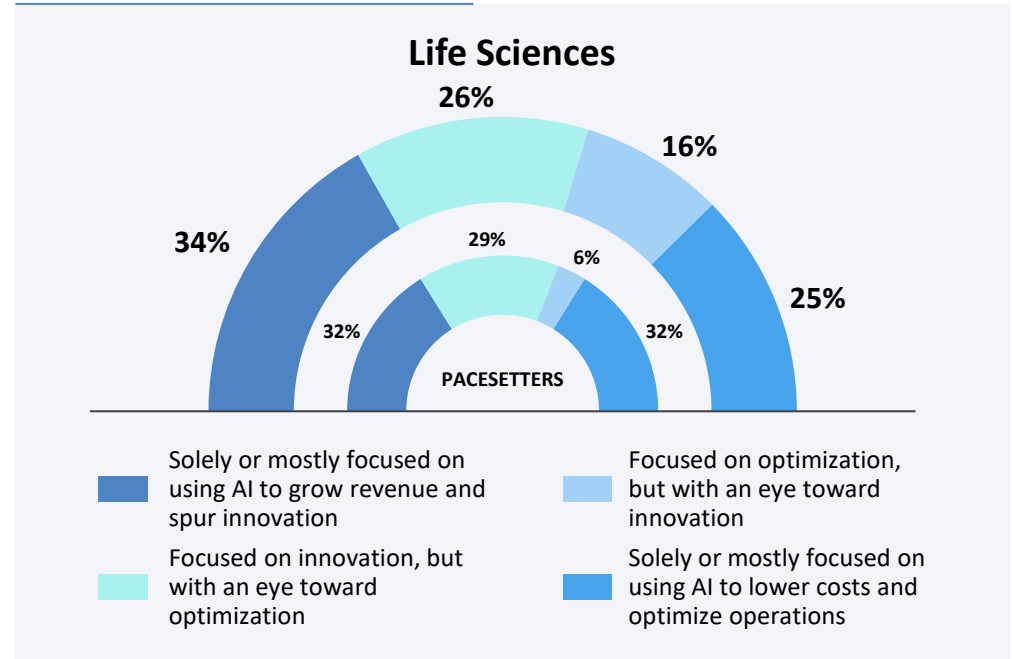 Life Sciences
26%
16%
34%
25%
29%
6%
32%
32%
PACESETTERS
Solely or mostly focused on
using AI to grow revenue and
spur innovation
Focused on innovation, but
with an eye toward
optimization
Focused on optimization,
but with an eye toward
innovation
Solely or mostly focused on
using AI to lower costs and
optimize operations